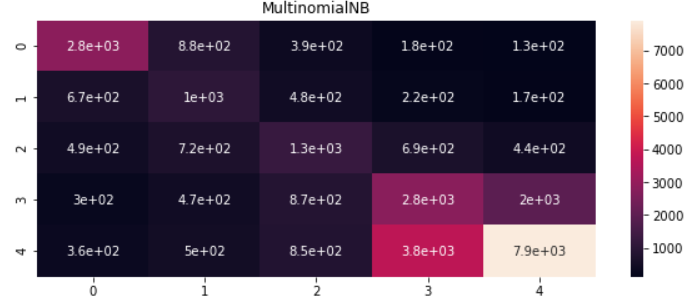 MultinomialNB
0 2.8e+03 8.8e+02 3.9e+02 1.8e+02 1.3e+02
1 6.7e+02 1e+03 4.8e+02 2.2e+02 1.7e+02
2 4.9e+02 7.2e+02 1.3e+03 6.9e+02 4.4e+02
3 3e+02 4.7e+02 8.7e+02 2.8e+03 2e+03
4 3.6e+02 5e+02 8.5e+02 3.8e+03 7.9e+03
0 1 2 3 4
7000
6000
5000
4000
3000
2000
1000